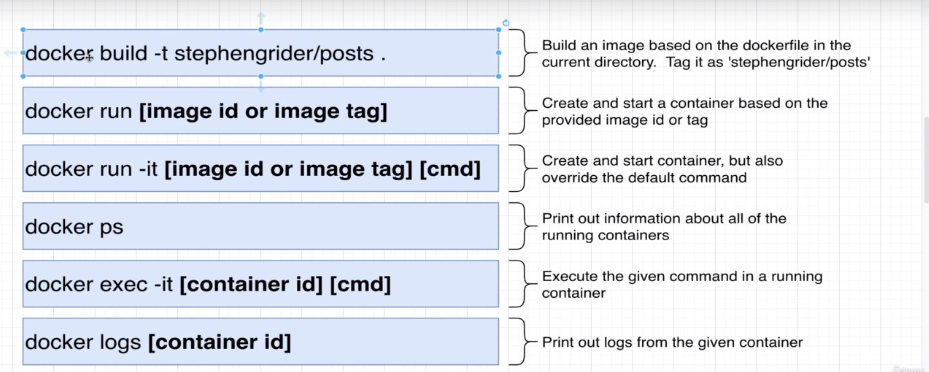 docker build -t stephengrider/posts .
Build an image based on the dockerfile in the
current directory. Tag it as 'stephengrider/posts'
docker run [image id or image tag]
Create and start a container based on the
provided image id or tag
docker run -it [image id or image tag] [cmd]
Create and start container, but also
override the default command
docker ps
Print out information about all of the
running containers
docker exec -it [container id] [cmd]
Execute the given command in a running
container
docker logs [container id]
Print out logs from the given container